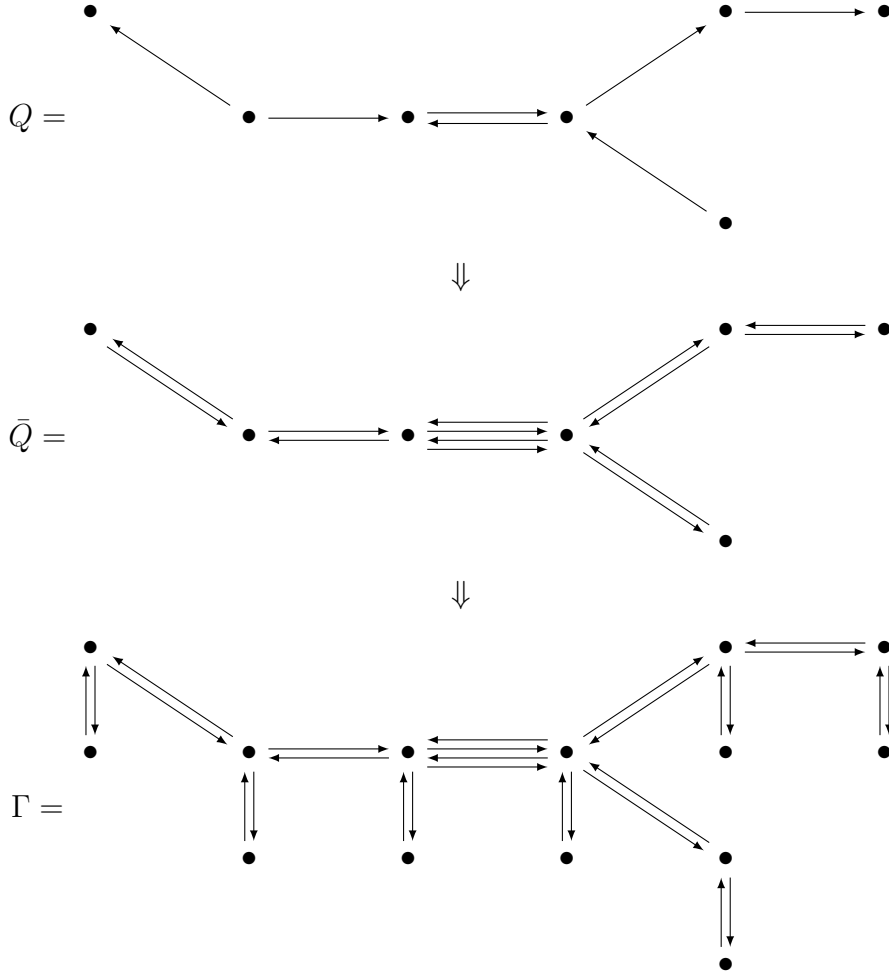 Q =
⇓
Q̄ =
⇓
Γ =